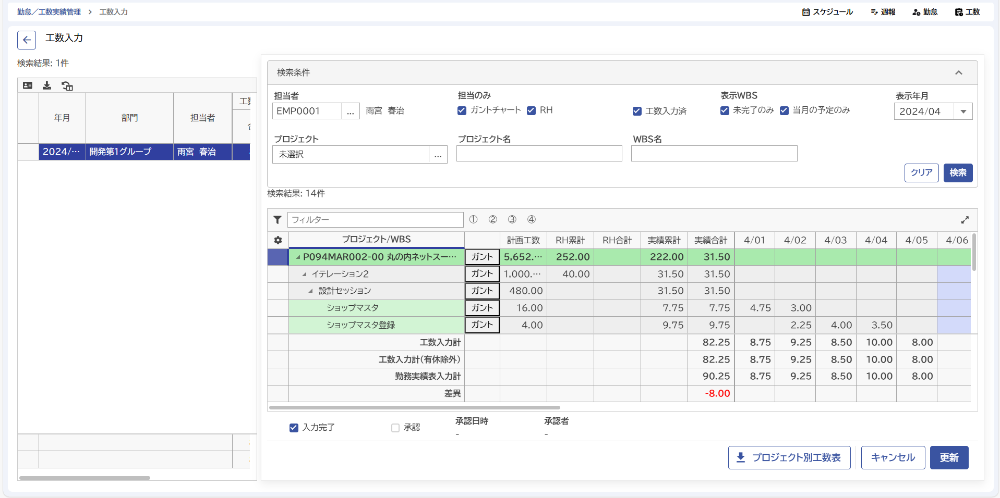 勤怠／工数実績管理 > 工数入力
スケジュール 週報 勤怠 工数
工数入力
検索結果: 1件
年月 部門 担当者
2024/… 開発第1グループ 雨宮 春治
検索条件
担当者 担当のみ 表示WBS 表示年月
EMP0001 ... 雨宮 春治 ガントチャート RH 工数入力済 未完了のみ 当月の予定のみ 2024/04
プロジェクト プロジェクト名 WBS名
未選択 ...
クリア 検索
検索結果: 14件
フィルター ① ② ③ ④
プロジェクト/WBS 計画工数 RH累計 RH合計 実績累計 実績合計 4/01 4/02 4/03 4/04 4/05 4/06
P094MAR002-00 丸の内ネットスー… ガント 5,652.… 252.00 222.00 31.50
イテレーション2 ガント 1,000.… 40.00 31.50 31.50
設計セッション ガント 480.00 31.50 31.50
ショップマスタ ガント 16.00 7.75 7.75 4.75 3.00
ショップマスタ登録 ガント 4.00 9.75 9.75 2.25 4.00 3.50
工数入力計 82.25 8.75 9.25 8.50 10.00 8.00
工数入力計(有休除外) 82.25 8.75 9.25 8.50 10.00 8.00
勤務実績表入力計 90.25 8.75 9.25 8.50 10.00 8.00
差異 -8.00
入力完了 承認 承認日時 承認者
- -
プロジェクト別工数表 キャンセル 更新